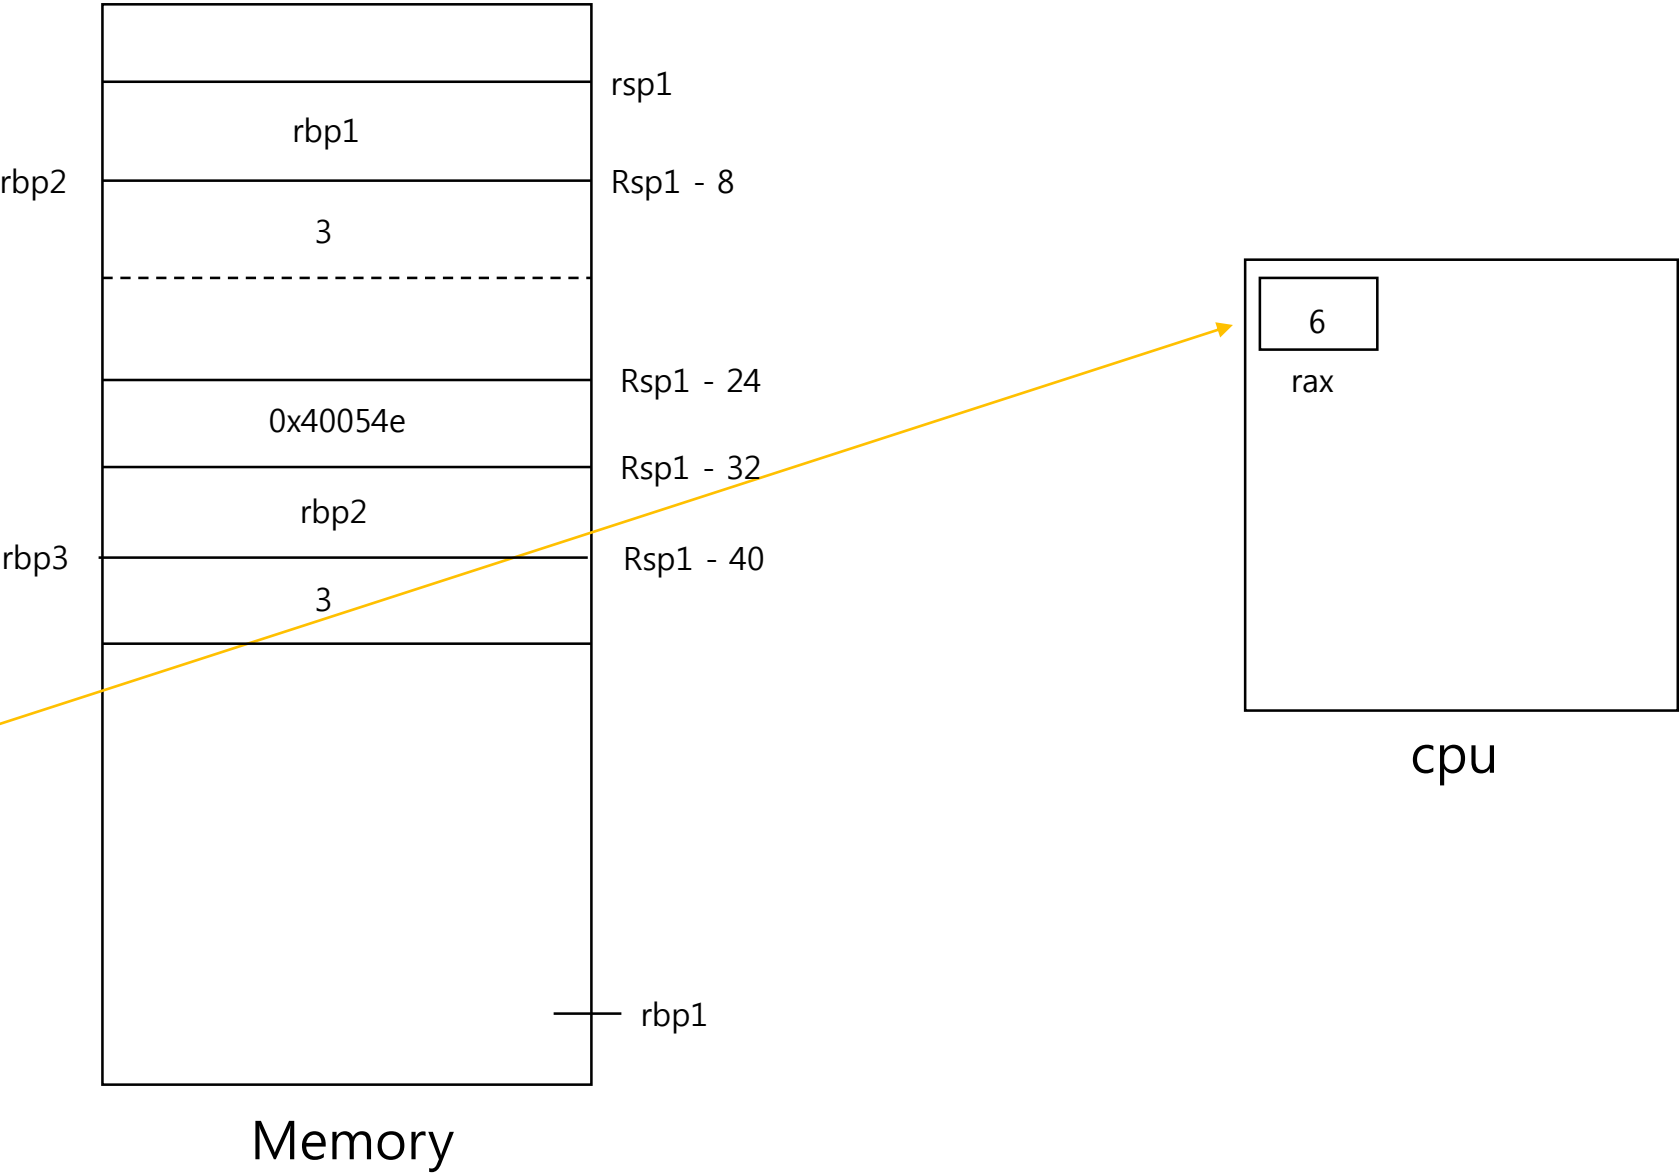 rsp1
rbp1
rbp2
Rsp1 - 8
3
6
rax
Rsp1 - 24
0x40054e
Rsp1 - 32
rbp2
rbp3
Rsp1 - 40
3
cpu
rbp1
Memory